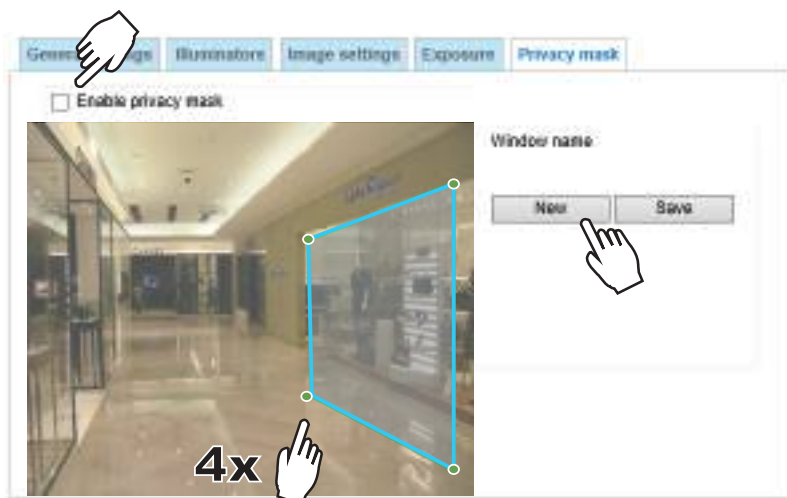 Illuminators Image settings Exposure Privacy mask
Enable privacy mask
Window name
New Save
4x